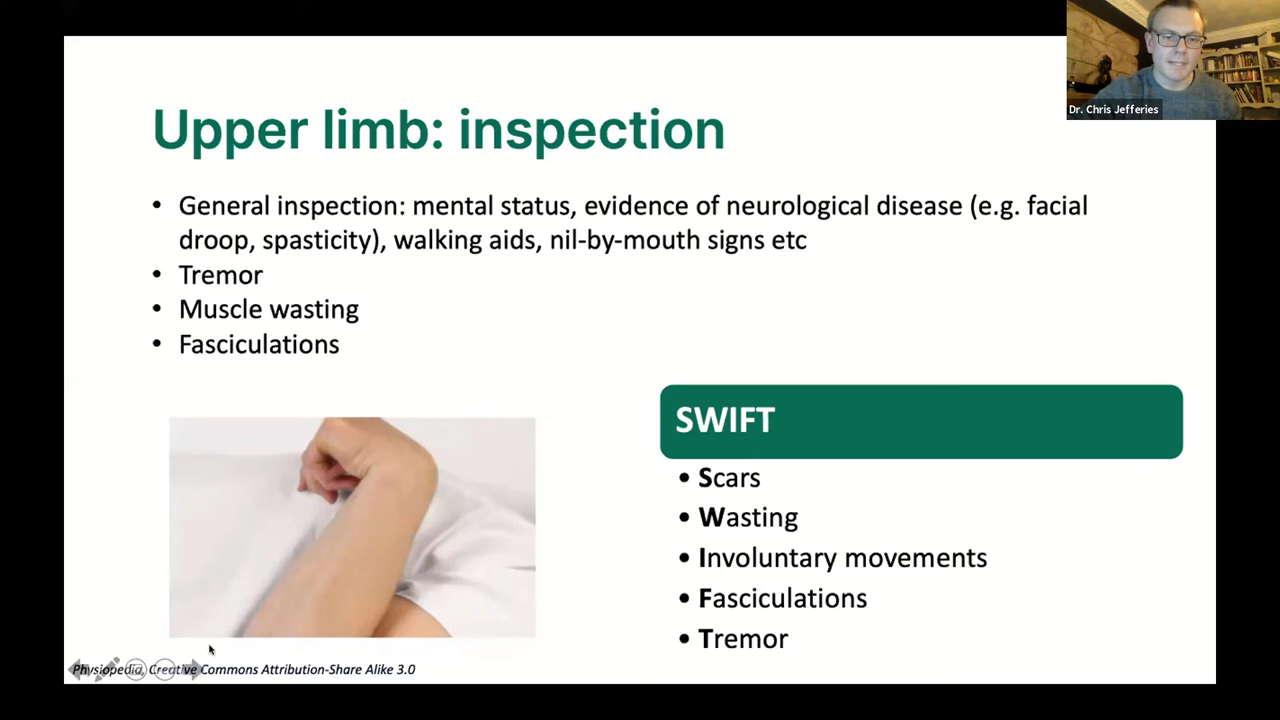 Dr. Chris Jefferies
Upper limb: inspection
• General inspection: mental status, evidence of neurological disease (e.g. facial
droop, spasticity), walking aids, nil-by-mouth signs etc
• Tremor
• Muscle wasting
• Fasciculations
SWIFT
• Scars
• Wasting
• Involuntary movements
• Fasciculations
• Tremor
Physiopedia, Creative Commons Attribution-Share Alike 3.0